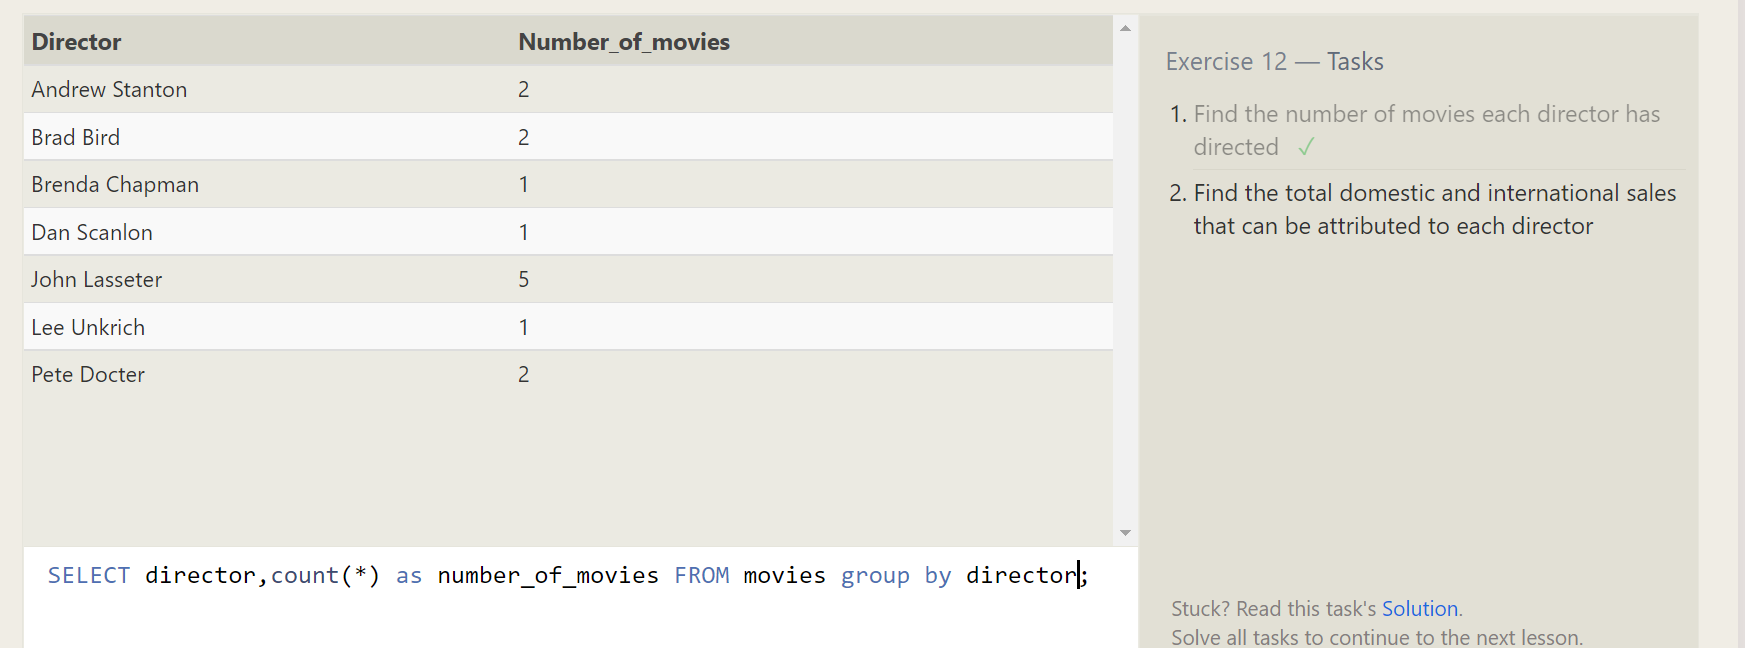 Director Number_of_movies
Andrew Stanton 2
Brad Bird 2
Brenda Chapman 1
Dan Scanlon 1
John Lasseter 5
Lee Unkrich 1
Pete Docter 2
SELECT director,count(*) as number_of_movies FROM movies group by director;
Exercise 12 — Tasks
1. Find the number of movies each director has
directed ✓
2. Find the total domestic and international sales
that can be attributed to each director
Stuck? Read this task's Solution.
Solve all tasks to continue to the next lesson.